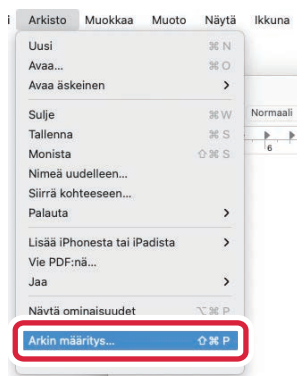 Arkisto Muokkaa Muoto Näytä Ikkuna
Uusi ⌘ N
Avaa... ⌘ O
Avaa äskeinen >
Normaali
Sulje ⌘ W
Tallenna ⌘ S
6
Monista ⇧ ⌘ S
Nimeä uudelleen...
Siirrä kohteeseen...
Palauta >
Lisää iPhonesta tai iPadista >
Vie PDF:nä...
Jaa >
Näytä ominaisuudet ⌥ ⌘ P
Arkin määritys... ⇧ ⌘ P